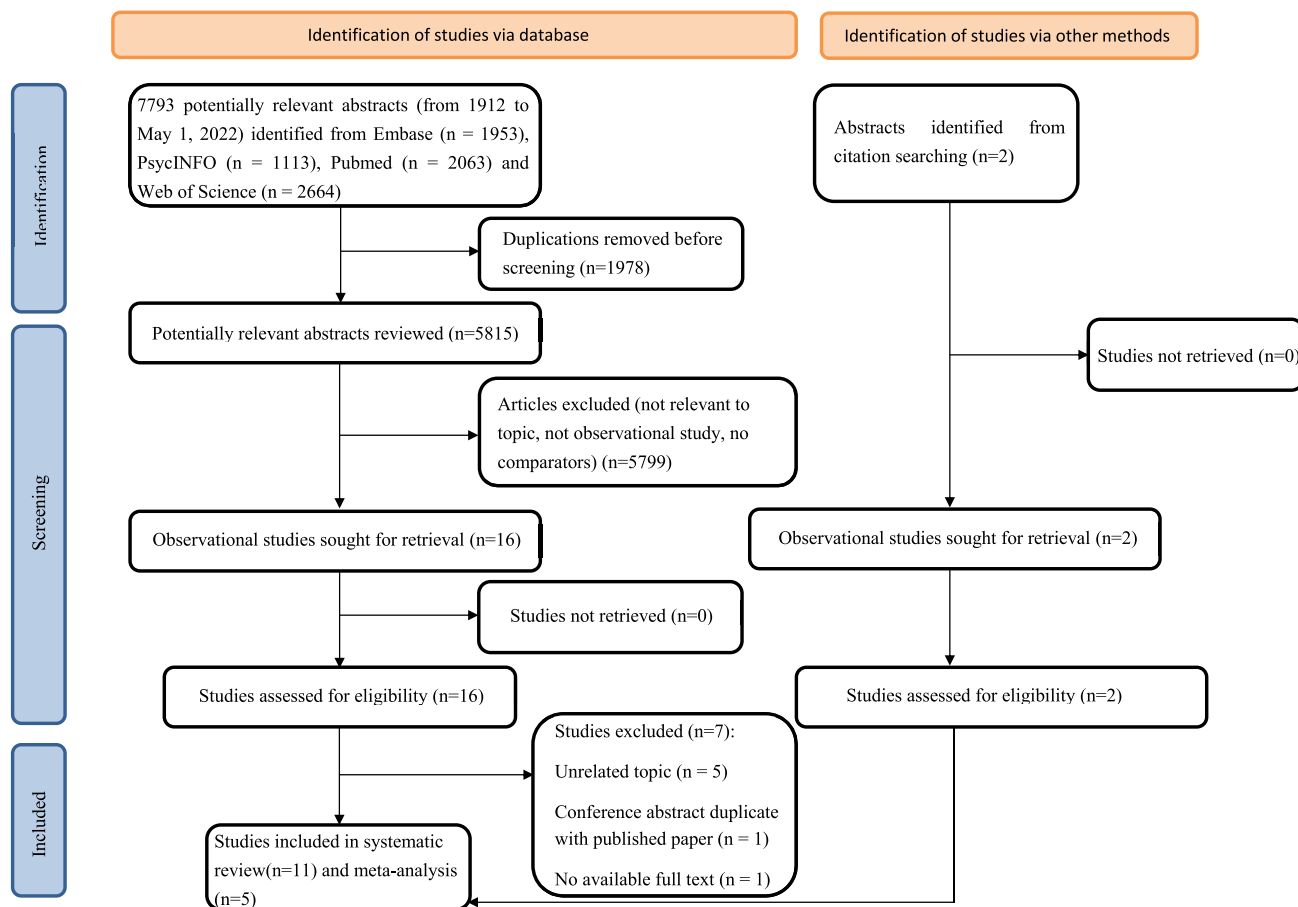 Identification of studies via database
Identification of studies via other methods
Identification
7793 potentially relevant abstracts (from 1912 to
May 1, 2022) identified from Embase (n = 1953),
PsycINFO (n = 1113), Pubmed (n = 2063) and
Web of Science (n = 2664)
Abstracts identified from
citation searching (n=2)
Duplications removed before
screening (n=1978)
Screening
Potentially relevant abstracts reviewed (n=5815)
Studies not retrieved (n=0)
Articles excluded (not relevant to
topic, not observational study, no
comparators) (n=5799)
Observational studies sought for retrieval (n=16)
Observational studies sought for retrieval (n=2)
Studies not retrieved (n=0)
Studies assessed for eligibility (n=16)
Studies assessed for eligibility (n=2)
Included
Studies excluded (n=7):
Unrelated topic (n = 5)
Conference abstract duplicate
with published paper (n = 1)
No available full text (n = 1)
Studies included in systematic
review(n=11) and meta-analysis
(n=5)